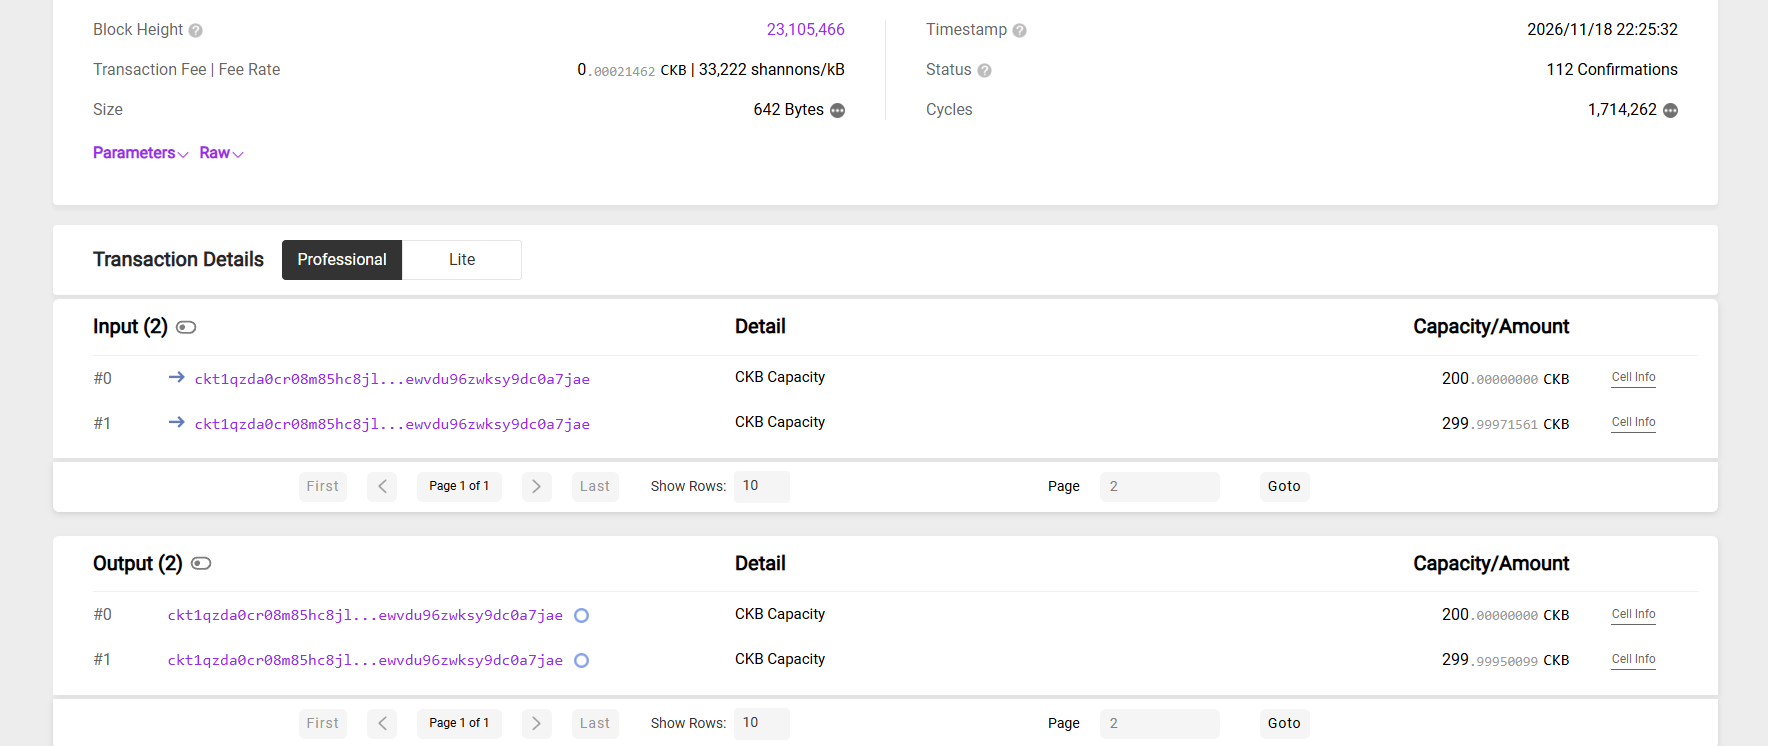 Block Height 23,105,466 Timestamp 2026/11/18 22:25:32
Transaction Fee | Fee Rate 0.00021462 CKB | 33,222 shannons/kB Status 112 Confirmations
Size 642 Bytes Cycles 1,714,262
Parameters Raw
Transaction Details Professional Lite
Input (2) Detail Capacity/Amount
#0 ckt1qzda0cr08m85hc8jl...ewvdu96zwksy9dc0a7jae CKB Capacity 200.00000000 CKB Cell Info
#1 ckt1qzda0cr08m85hc8jl...ewvdu96zwksy9dc0a7jae CKB Capacity 299.99971561 CKB Cell Info
First < Page 1 of 1 > Last Show Rows: 10 Page 2 Goto
Output (2) Detail Capacity/Amount
#0 ckt1qzda0cr08m85hc8jl...ewvdu96zwksy9dc0a7jae CKB Capacity 200.00000000 CKB Cell Info
#1 ckt1qzda0cr08m85hc8jl...ewvdu96zwksy9dc0a7jae CKB Capacity 299.99950099 CKB Cell Info
First < Page 1 of 1 > Last Show Rows: 10 Page 2 Goto